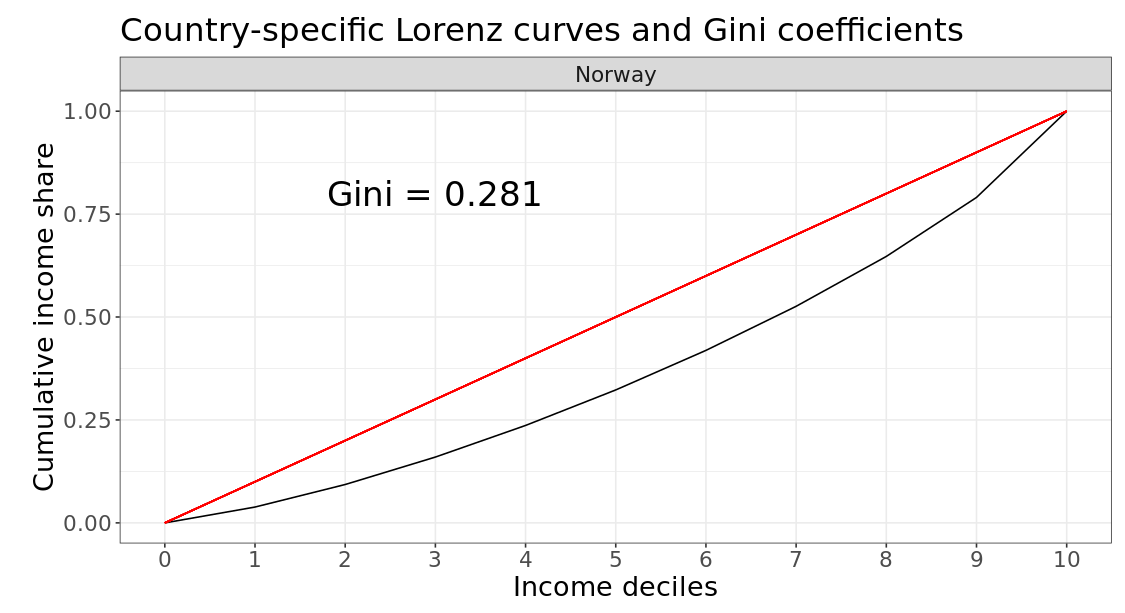 Country-specific Lorenz curves and Gini coefficients
Norway
Cumulative income share
1.00
0.75
0.50
0.25
0.00
Gini = 0.281
0 1 2 3 4 5 6 7 8 9 10
Income deciles